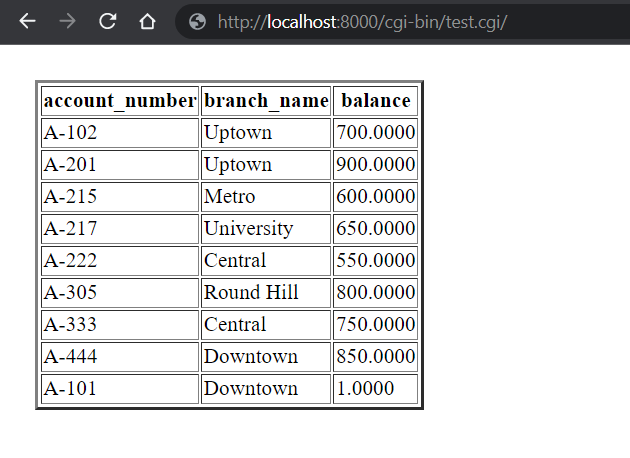 http://localhost:8000/cgi-bin/test.cgi/
account_number branch_name balance
A-102 Uptown 700.0000
A-201 Uptown 900.0000
A-215 Metro 600.0000
A-217 University 650.0000
A-222 Central 550.0000
A-305 Round Hill 800.0000
A-333 Central 750.0000
A-444 Downtown 850.0000
A-101 Downtown 1.0000